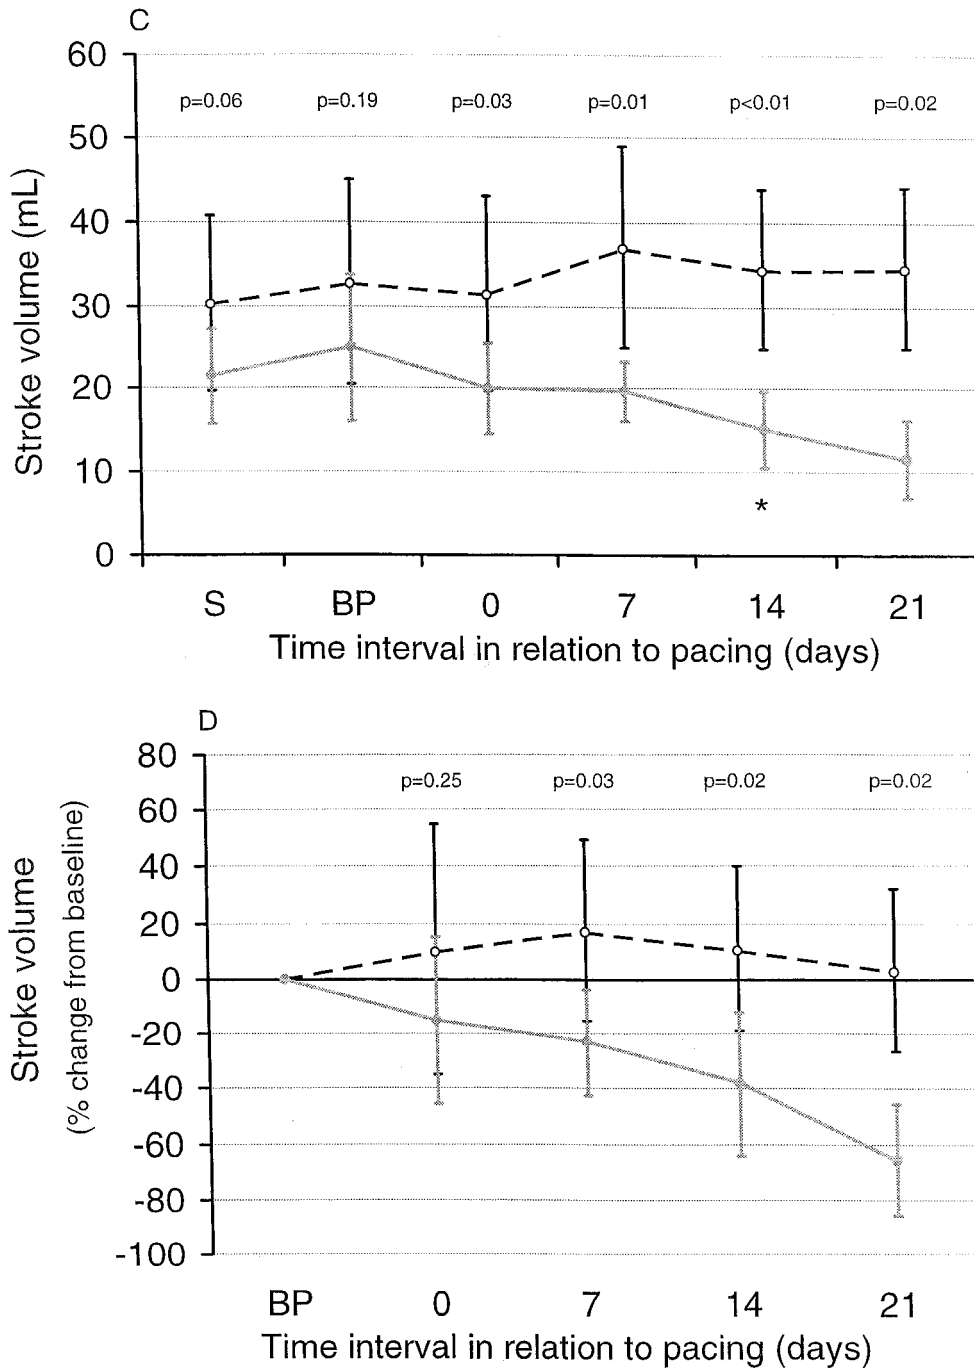 C
Stroke volume (mL)
60
50
40
30
20
10
0
p=0.06 p=0.19 p=0.03 p=0.01 p<0.01 p=0.02
*
S BP 0 7 14 21
Time interval in relation to pacing (days)
D
Stroke volume
(% change from baseline)
80
60
40
20
0
-20
-40
-60
-80
-100
p=0.25 p=0.03 p=0.02 p=0.02
BP 0 7 14 21
Time interval in relation to pacing (days)